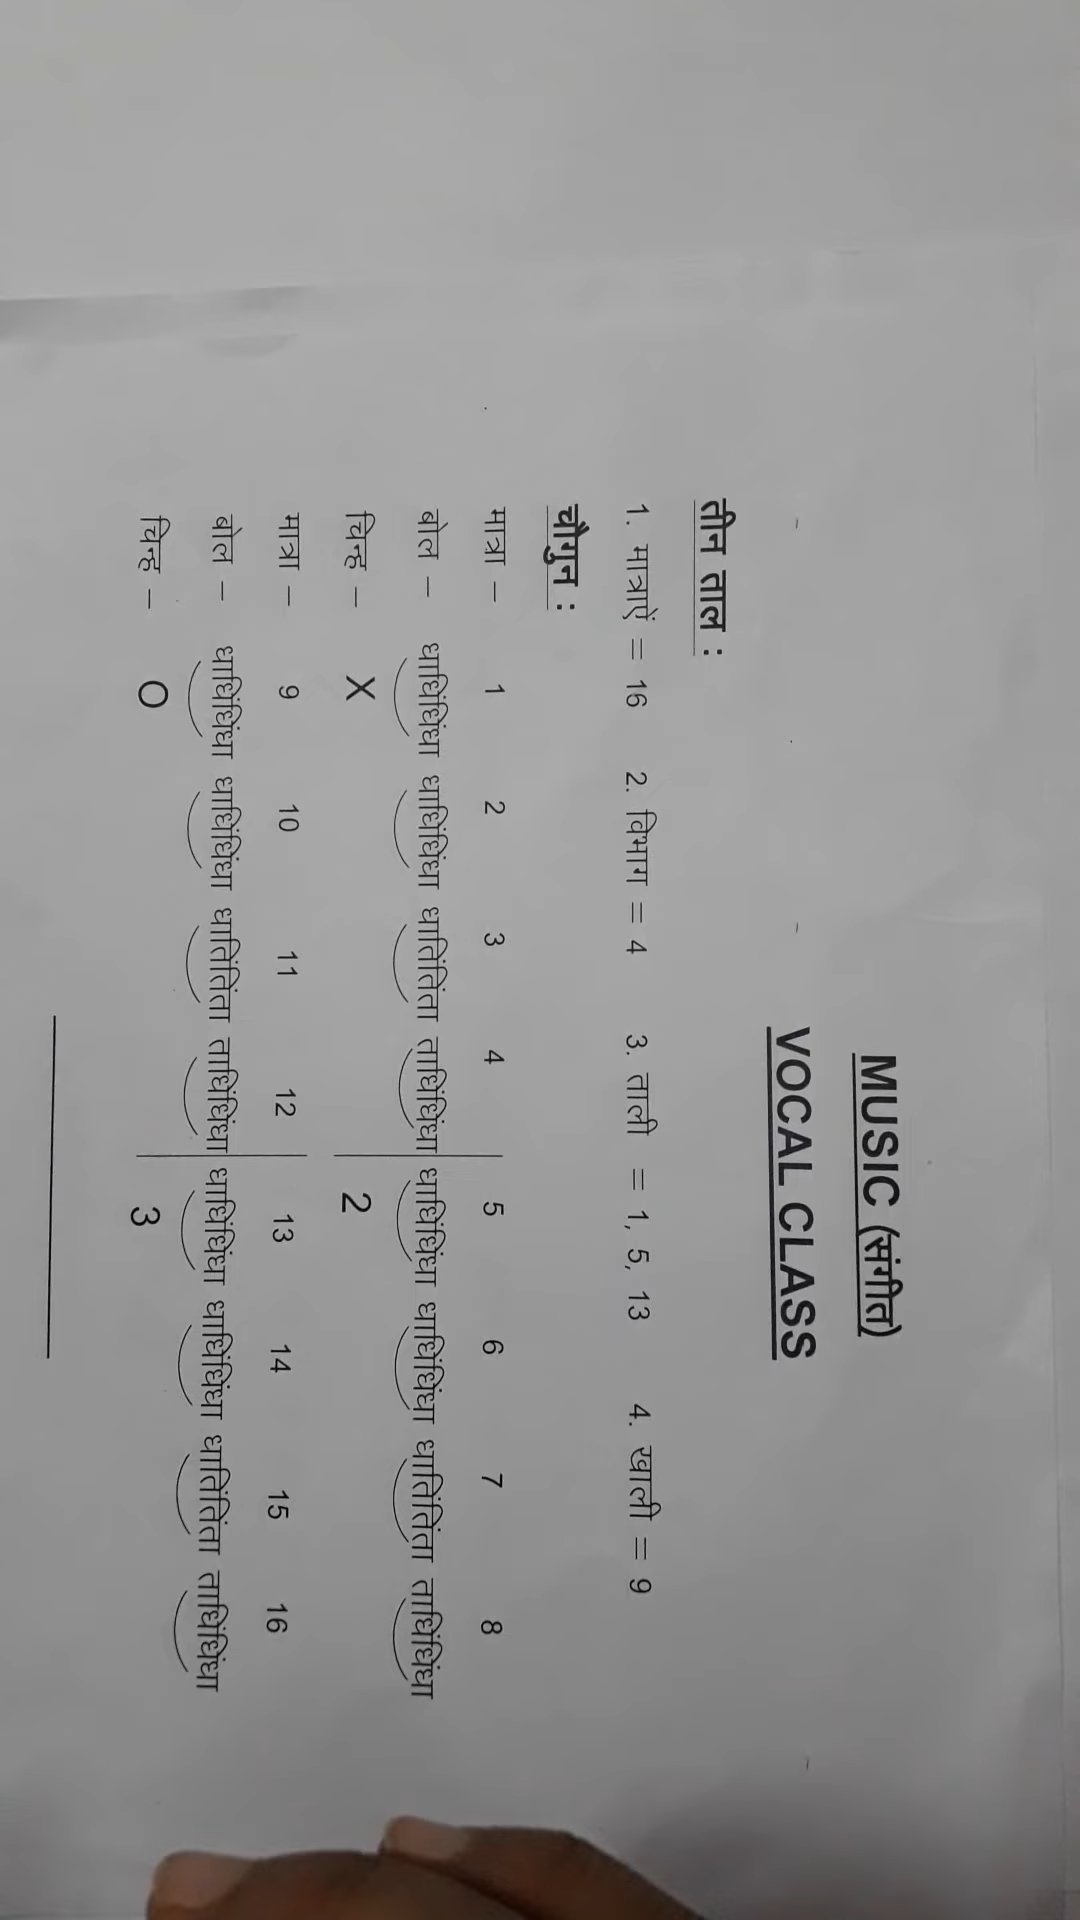 MUSIC (संगीत)
VOCAL CLASS
तीन ताल :
1. मात्राऐं = 16 2. विभाग = 4 3. ताली = 1, 5, 13 4. खाली = 9
चौगुन :
मात्रा – 1 2 3 4 5 6 7 8
बोल – धाधिंधिंधा धाधिंधिंधा धातिंतिंता ताधिंधिंधा धाधिंधिंधा धाधिंधिंधा धातिंतिंता ताधिंधिंधा
चिन्ह – X 2
मात्रा – 9 10 11 12 13 14 15 16
बोल – धाधिंधिंधा धाधिंधिंधा धातिंतिंता ताधिंधिंधा धाधिंधिंधा धाधिंधिंधा धातिंतिंता ताधिंधिंधा
चिन्ह – O 3